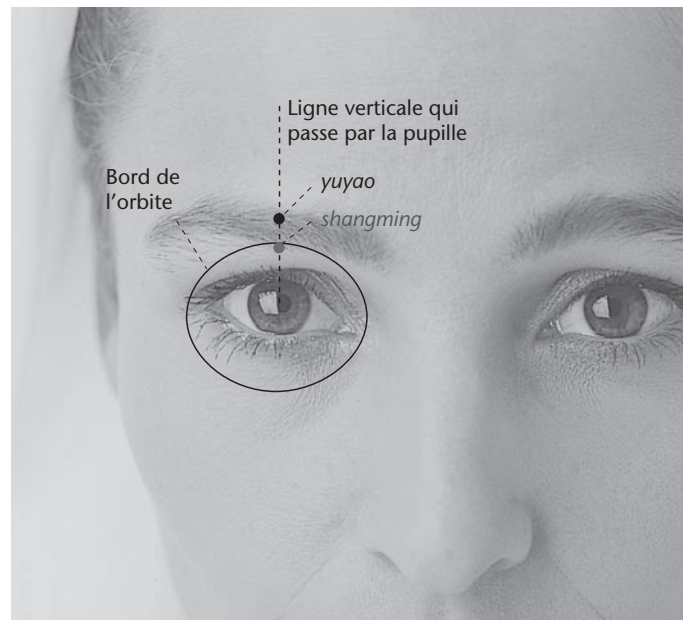 Ligne verticale qui
passe par la pupille
Bord de
l'orbite
yuyao
shangming